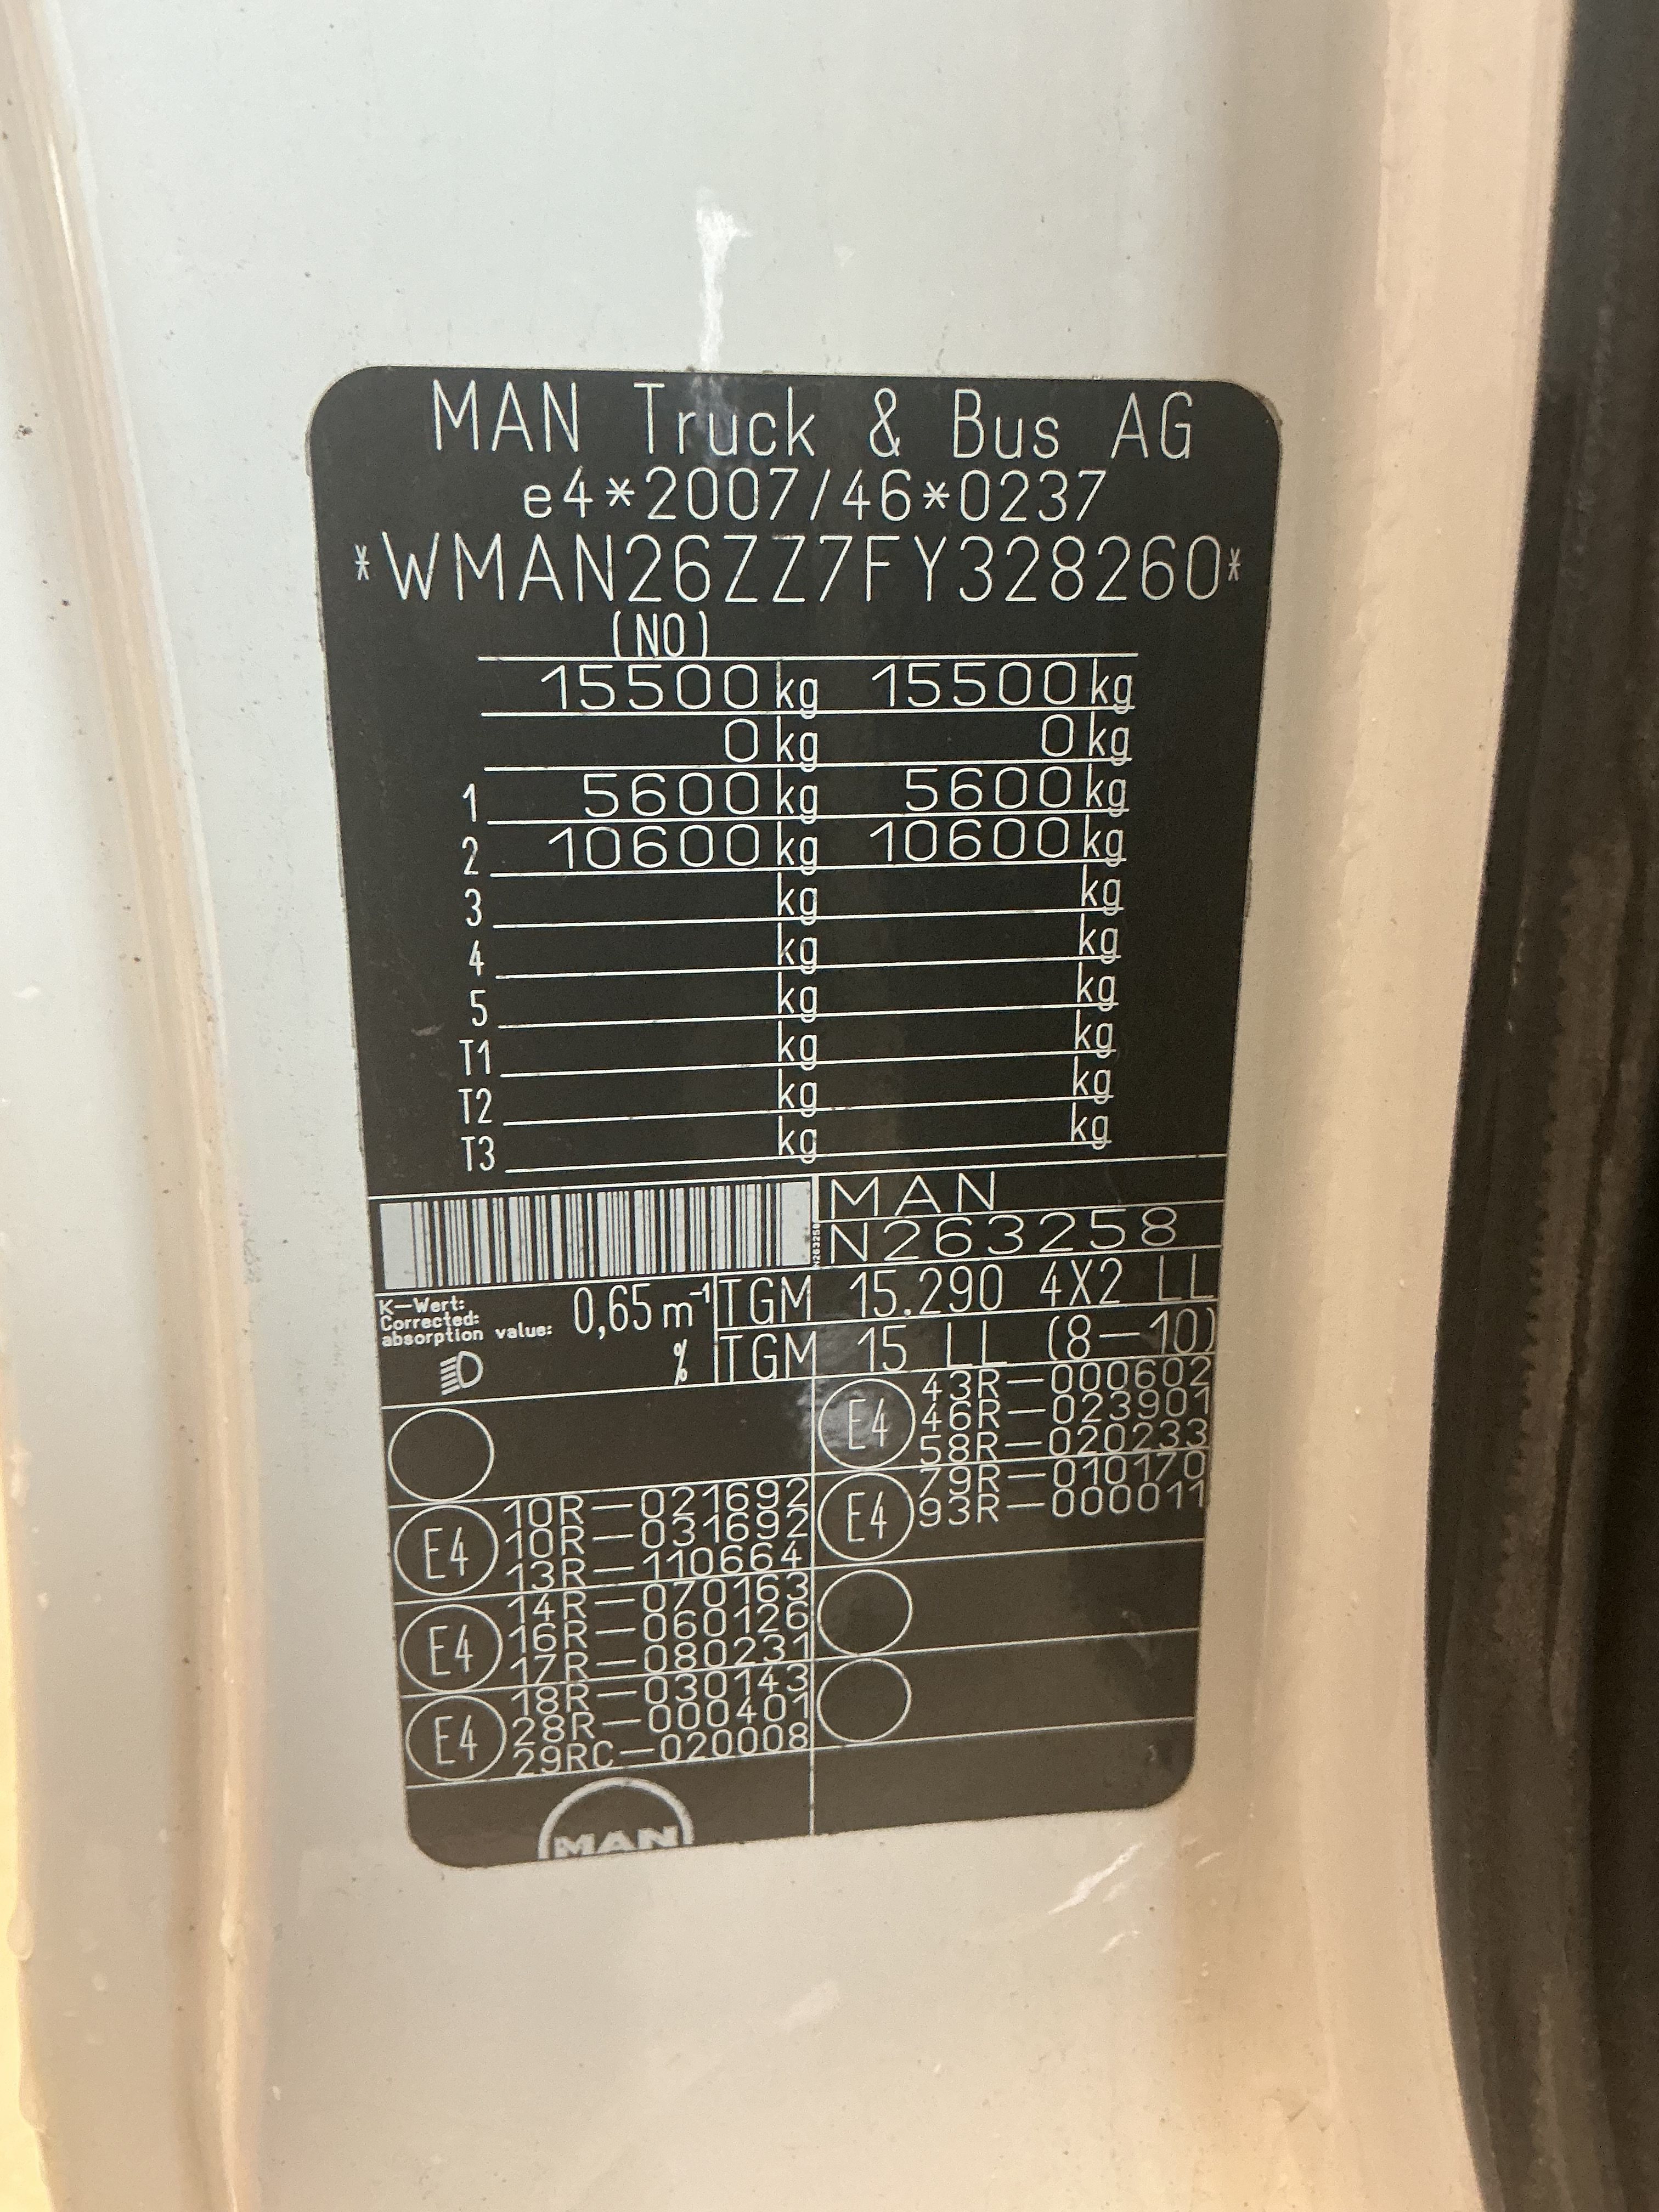 MAN Truck & Bus AG
e4*2007/46*0237
*WMAN26ZZ7FY328260*
(NO)
15500 kg 15500 kg
0 kg 0 kg
1 5600 kg 5600 kg
2 10600 kg 10600 kg
3 kg kg
4 kg kg
5 kg kg
T1 kg kg
T2 kg kg
T3 kg kg
MAN
N263258
N263258
K-Wert:
Corrected:
absorption value: 0,65 m⁻¹
%
TGM 15.290 4X2 LL
TGM 15 LL (8-10)
E4
10R-021692
10R-031692
13R-110664
E4
14R-070163
16R-060126
17R-080231
E4
18R-030143
28R-000401
29RC-020008
E4
43R-000602
46R-023901
58R-020233
E4
79R-010170
93R-000011
MAN